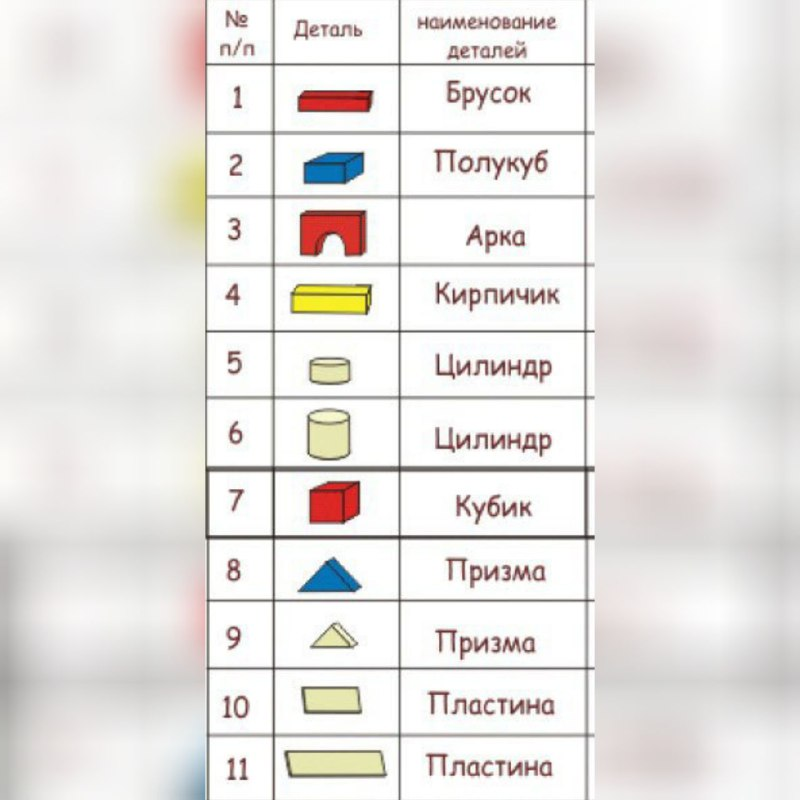 № п/п Деталь наименование деталей
1 Брусок
2 Полукуб
3 Арка
4 Кирпичик
5 Цилиндр
6 Цилиндр
7 Кубик
8 Призма
9 Призма
10 Пластина
11 Пластина